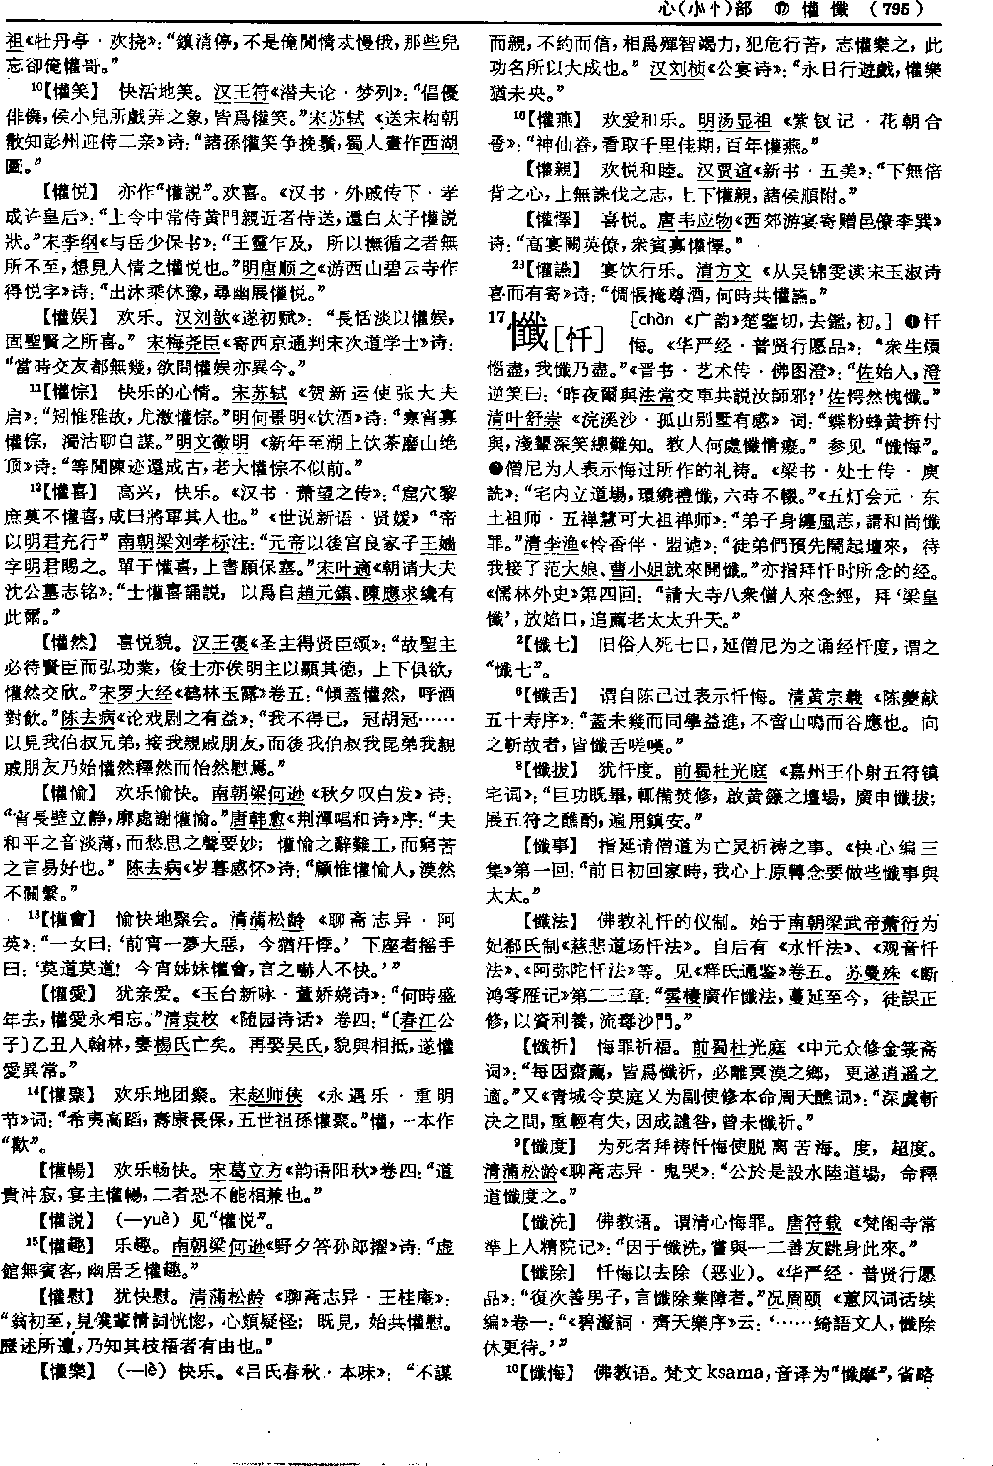 心(小忄)部 ⑰ 懽 懺 (795)
祖《牡丹亭·欢挠》：“鎮消停，不是俺閒情忒慢俄，那些兒
忘卻俺懽哥。”
¹⁰【懽笑】 快活地笑。汉王符《潜夫论·梦列》：“倡優
俳儛，侯小兒所戲弄之象，皆爲懽笑。”宋苏轼《送宋构朝
散知彭州迎侍二亲》诗：“諸孫懽笑争挽鬚，蜀人畫作西湖
圖。”
【懽悦】 亦作“懽説”。欢喜。《汉书·外戚传下·孝
成许皇后》：“上令中常侍黄門親近者侍送，還白太子懽説
狀。”宋李纲《与岳少保书》：“王靈乍及，所以撫循之者無
所不至，想見人情之懽悦也。”明唐顺之《游西山碧云寺作
得悦字》诗：“出沐乘休豫，尋幽展懽悦。”
【懽娱】 欢乐。汉刘歆《遂初赋》：“長恬淡以懽娱，
固聖賢之所喜。”宋梅尧臣《寄西京通判宋次道学士》诗：
“當時交友都無幾，欲問懽娱亦異今。”
¹¹【懽悰】 快乐的心情。宋苏轼《贺新运使张大夫
启》：“矧惟雅故，尤激懽悰。”明何景明《饮酒》诗：“寒宵寡
懽悰，濁沽聊自謀。”明文徵明《新年至湖上饮茶磨山绝
顶》诗：“等閒陳迹還成古，老大懽悰不似前。”
¹²【懽喜】 高兴，快乐。《汉书·萧望之传》：“窟穴黎
庶莫不懽喜，咸曰將軍其人也。”《世说新语·贤媛》“帝
以明君充行”南朝梁刘孝标注：“元帝以後宫良家子王嬙
字明君賜之。單于懽喜，上書願保塞。”宋叶適《朝请大夫
沈公墓志铭》：“士懽喜誦説，以爲自趙元鎮、陳應求纔有
此爾。”
【懽然】 喜悦貌。汉王褒《圣主得贤臣颂》：“故聖主
必待賢臣而弘功業，俊士亦俟明主以顯其德，上下俱欲，
懽然交欣。”宋罗大经《鹤林玉露》卷五：“傾蓋懽然，呼酒
對飲。”陈去病《论戏剧之有益》：“我不得已，冠胡冠……
以見我伯叔兄弟，接我親戚朋友，而後我伯叔我昆弟我親
戚朋友乃始懽然釋然而怡然慰焉。”
【懽愉】 欢乐愉快。南朝梁何逊《秋夕叹白发》诗：
“宵長壁立静，廓處謝懽愉。”唐韩愈《荆潭唱和诗》序：“夫
和平之音淡薄，而愁思之聲要妙；懽愉之辭難工，而窮苦
之言易好也。”陈去病《岁暮感怀》诗：“顧惟懽愉人，漠然
不關繫。”
¹³【懽會】 愉快地聚会。清蒲松龄《聊斋志异·阿
英》：“一女曰：‘前宵一夢大惡，今猶汗悸。’下座者摇手
曰：‘莫道莫道！今宵姊妹懽會，言之嚇人不快。’”
【懽愛】 犹亲爱。《玉台新咏·董娇娆诗》：“何時盛
年去，懽愛永相忘。”清袁枚《随园诗话》卷四：“〔春江公
子〕乙丑入翰林，妻楊氏亡矣。再娶吴氏，貌與相抵，遂懽
愛異常。”
¹⁴【懽聚】 欢乐地团聚。宋赵师侠《永遇乐·重明
节》词：“希夷高蹈，壽康長保，五世祖孫懽聚。”懽，一本作
“歡”。
【懽暢】 欢乐畅快。宋葛立方《韵语阳秋》卷四：“道
貴沖寂，宴主懽暢，二者恐不能相兼也。”
【懽説】 （—yuè）见“懽悦”。
¹⁵【懽趣】 乐趣。南朝梁何逊《野夕答孙郎擢》诗：“虚
館無賓客，幽居乏懽趣。”
【懽慰】 犹快慰。清蒲松龄《聊斋志异·王桂庵》：
“翁初至，見僕輩情詞恍惚，心頗疑怪；既見，始共懽慰。
歷述所遭，乃知其枝梧者有由也。”
【懽樂】 （—lè）快乐。《吕氏春秋·本味》：“不謀
而親，不約而信，相爲殫智竭力，犯危行苦，志懽樂之，此
功名所以大成也。”汉刘桢《公宴诗》：“永日行遊戲，懽樂
猶未央。”
¹⁶【懽燕】 欢爱和乐。明汤显祖《紫钗记·花朝合
卺》：“神仙眷，看取千里佳期，百年懽燕。”
【懽親】 欢悦和睦。汉贾谊《新书·五美》：“下無倍
背之心，上無誅伐之志，上下懽親，諸侯順附。”
【懽懌】 喜悦。唐韦应物《西郊游宴寄赠邑僚李巽》
诗：“高宴闕英僚，衆賓寡懽懌。”
²³【懽讌】 宴饮行乐。清方文《从吴锦雯读宋玉淑诗
喜而有寄》诗：“惆悵掩尊酒，何時共懽讌。”
¹⁷懺［忏］ ［chàn《广韵》楚鑒切，去鑑，初。］❶忏
悔。《华严经·普贤行愿品》：“衆生煩
惱盡，我懺乃盡。”《晋书·艺术传·佛图澄》：“佐始入，澄
逆笑曰：‘昨夜爾與法常交車共説汝師邪？’佐愕然愧懺。”
清叶舒崇《浣溪沙·孤山别墅有感》词：“蝶粉蜂黄拚付
與，淺顰深笑總難知。教人何處懺情癡。”参见“懺悔”。
❷僧尼为人表示悔过所作的礼祷。《梁书·处士传·庾
詵》：“宅内立道場，環繞禮懺，六時不輟。”《五灯会元·东
土祖师·五禅慧可大祖禅师》：“弟子身纏風恙，請和尚懺
罪。”清李渔《怜香伴·盟谑》：“徒弟們預先鬧起壇來，待
我接了范大娘、曹小姐就來開懺。”亦指拜忏时所念的经。
《儒林外史》第四回：“請大寺八衆僧人來念經，拜‘梁皇
懺’，放焰口，追薦老太太升天。”
²【懺七】 旧俗人死七日，延僧尼为之诵经忏度，谓之
“懺七”。
⁶【懺舌】 谓自陈己过表示忏悔。清黄宗羲《陈夔献
五十寿序》：“蓋未幾而同學益進，不啻山鳴而谷應也。向
之靳故者，皆懺舌嗟嘆。”
⁸【懺拔】 犹忏度。前蜀杜光庭《嘉州王仆射五符镇
宅词》：“巨功既畢，輒備焚修，啟黄籙之壇場，廣申懺拔；
展五符之醮酌，遍用鎮安。”
【懺事】 指延请僧道为亡灵祈祷之事。《快心编三
集》第一回：“前日初回家時，我心上原轉念要做些懺事與
太太。”
【懺法】 佛教礼忏的仪制。始于南朝梁武帝萧衍为
妃郗氏制《慈悲道场忏法》。自后有《水忏法》、《观音忏
法》、《阿弥陀忏法》等。见《释氏通鉴》卷五。苏曼殊《断
鸿零雁记》第二三章：“雲棲廣作懺法，蔓延至今，徒誤正
修，以資利養，流毒沙門。”
【懺祈】 悔罪祈福。前蜀杜光庭《中元众修金箓斋
词》：“每因齋薦，皆爲懺祈，必離冥漠之鄉，更遂逍遥之
適。”又《青城令莫庭乂为副使修本命周天醮词》：“深虞斬
决之間，重輕有失，因成譴咎，曾未懺祈。”
⁹【懺度】 为死者拜祷忏悔使脱离苦海。度，超度。
清蒲松龄《聊斋志异·鬼哭》：“公於是設水陸道場，命釋
道懺度之。”
【懺洗】 佛教语。谓清心悔罪。唐符载《梵阁寺常
準上人精院记》：“因于懺洗，嘗與一二善友跳身此來。”
【懺除】 忏悔以去除（恶业）。《华严经·普贤行愿
品》：“復次善男子，言懺除業障者。”况周颐《蕙风词话续
编》卷一：“《碧瀣詞·齊天樂序》云：‘……綺語文人，懺除
休更待。’”
¹⁰【懺悔】 佛教语。梵文 ksama，音译为“懺摩”，省略